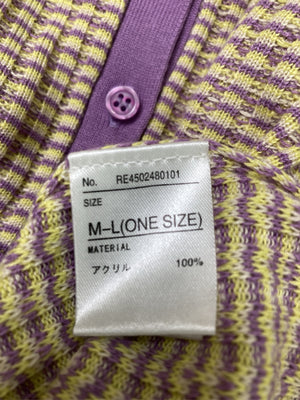 No. RE4502480101
SIZE
M-L(ONE SIZE)
MATERIAL
アクリル 100%